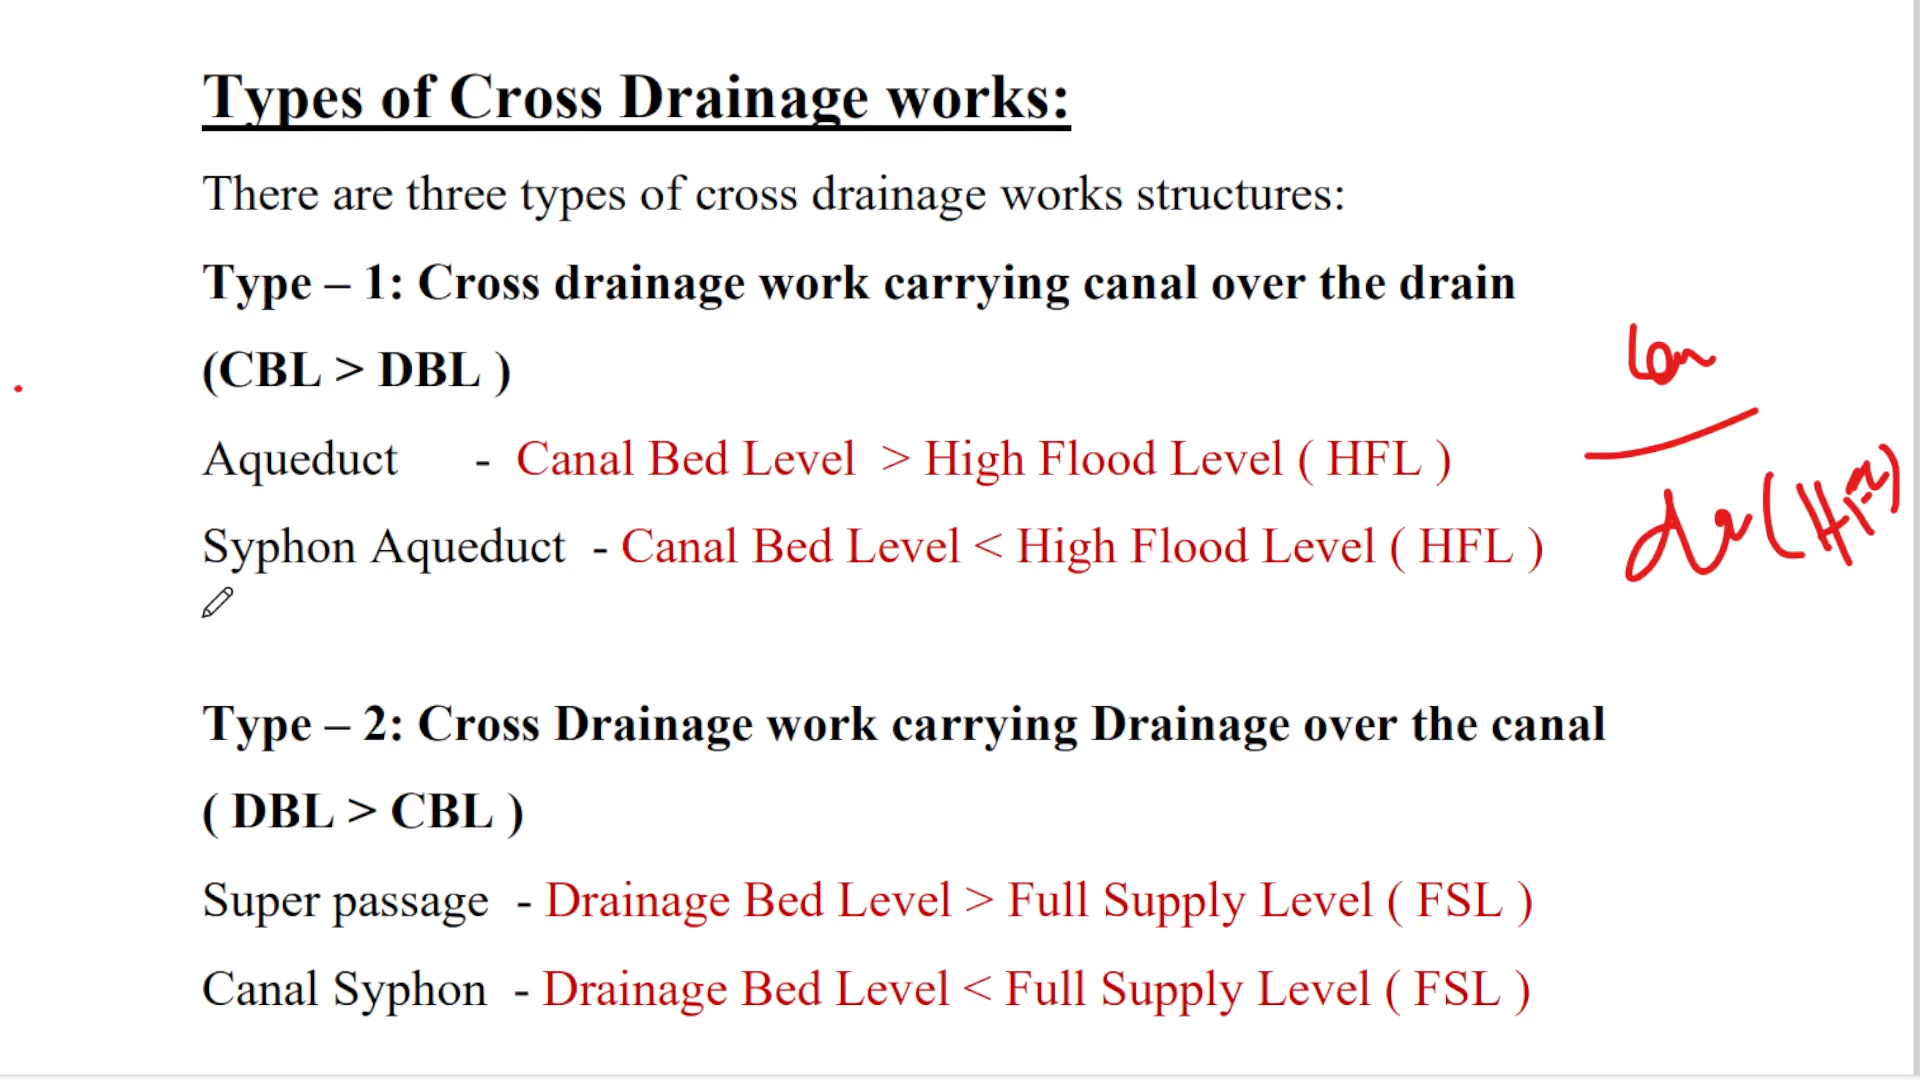 Types of Cross Drainage works:
There are three types of cross drainage works structures:
Type – 1: Cross drainage work carrying canal over the drain
(CBL > DBL )
Aqueduct - Canal Bed Level > High Flood Level ( HFL )
Syphon Aqueduct - Canal Bed Level < High Flood Level ( HFL )
Type – 2: Cross Drainage work carrying Drainage over the canal
( DBL > CBL )
Super passage - Drainage Bed Level > Full Supply Level ( FSL )
Canal Syphon - Drainage Bed Level < Full Supply Level ( FSL )